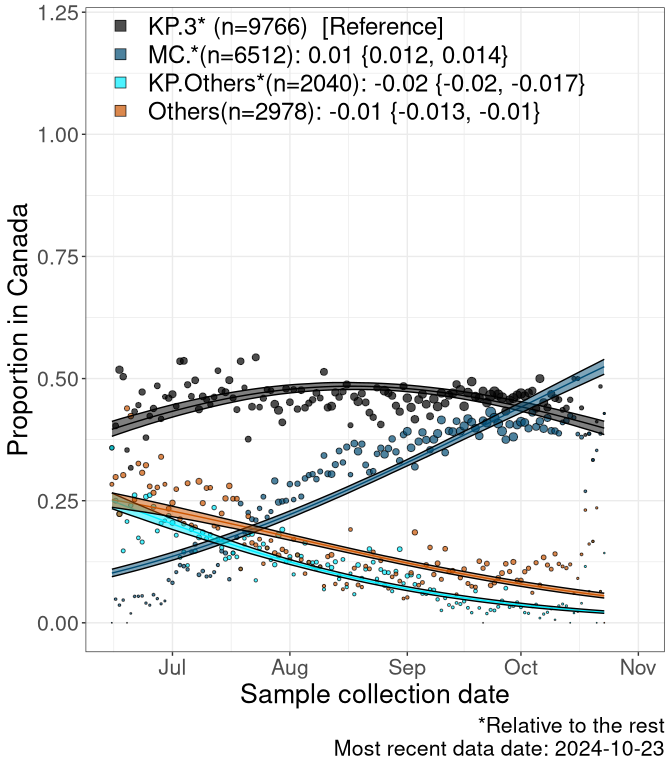 KP.3* (n=9766)  [Reference]
MC.*(n=6512): 0.01 {0.012, 0.014}
KP.Others*(n=2040): -0.02 {-0.02, -0.017}
Others(n=2978): -0.01 {-0.013, -0.01}
1.25
1.00
0.75
0.50
0.25
0.00
Proportion in Canada
Jul
Aug
Sep
Oct
Nov
Sample collection date
*Relative to the rest
Most recent data date: 2024-10-23